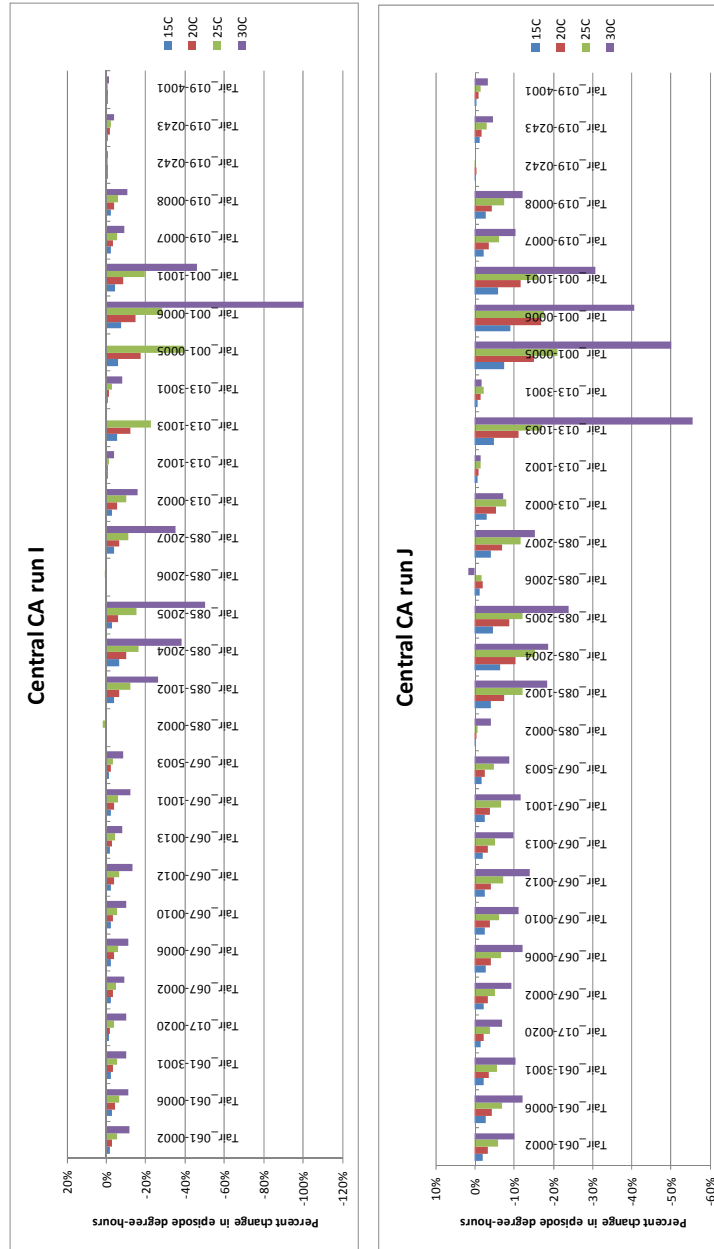 Central CA run I
Percent change in episode degree-hours
20%
0%
-20%
-40%
-60%
-80%
-100%
-120%
Tair_061-0002
Tair_061-0006
Tair_061-3001
Tair_017-0020
Tair_067-0002
Tair_067-0006
Tair_067-0010
Tair_067-0012
Tair_067-0013
Tair_067-1001
Tair_067-5003
Tair_085-0002
Tair_085-1002
Tair_085-2004
Tair_085-2005
Tair_085-2006
Tair_085-2007
Tair_013-0002
Tair_013-1002
Tair_013-1003
Tair_013-3001
Tair_001-0005
Tair_001-0006
Tair_001-1001
Tair_019-0007
Tair_019-0008
Tair_019-0242
Tair_019-0243
Tair_019-4001
15C
20C
25C
30C
Central CA run J
Percent change in episode degree-hours
10%
0%
-10%
-20%
-30%
-40%
-50%
-60%
Tair_061-0002
Tair_061-0006
Tair_061-3001
Tair_017-0020
Tair_067-0002
Tair_067-0006
Tair_067-0010
Tair_067-0012
Tair_067-0013
Tair_067-1001
Tair_067-5003
Tair_085-0002
Tair_085-1002
Tair_085-2004
Tair_085-2005
Tair_085-2006
Tair_085-2007
Tair_013-0002
Tair_013-1002
Tair_013-1003
Tair_013-3001
Tair_001-0005
Tair_001-0006
Tair_001-1001
Tair_019-0007
Tair_019-0008
Tair_019-0242
Tair_019-0243
Tair_019-4001
15C
20C
25C
30C